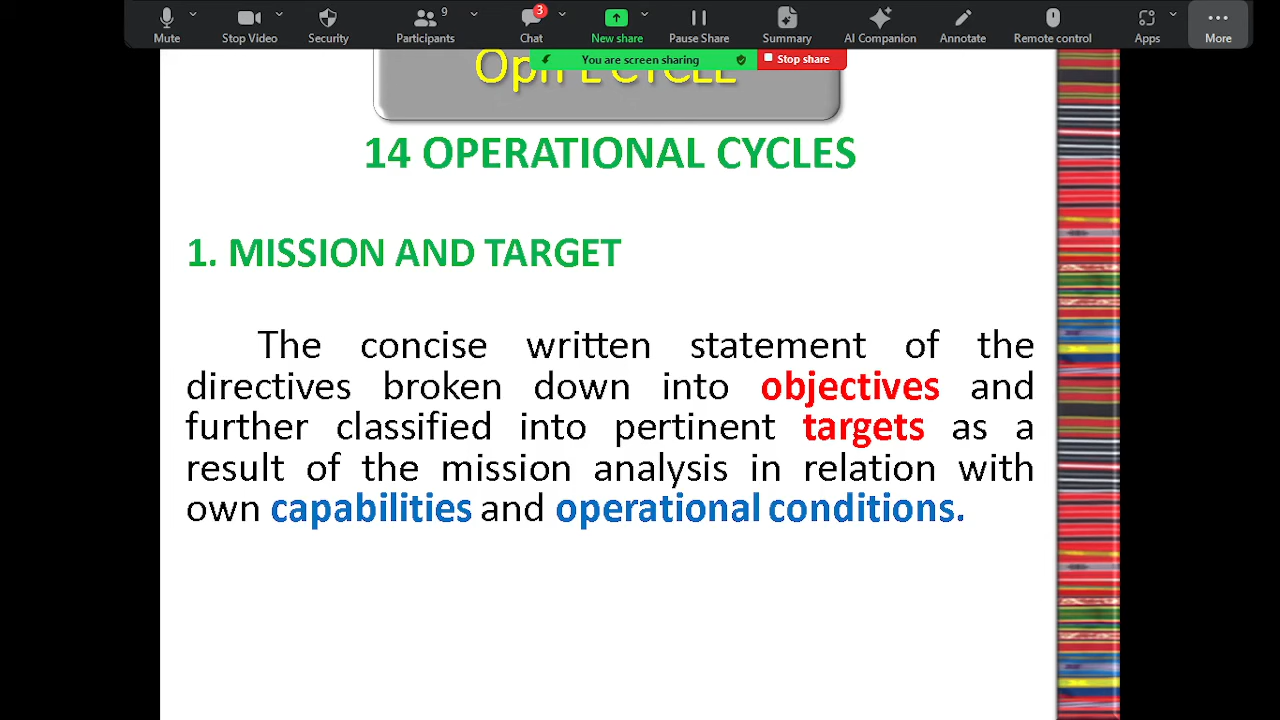 Mute Stop Video Security Participants 9 Chat 3 New share Pause Share Summary AI Companion Annotate Remote control Apps More
You are screen sharing Stop share
CYCLE
14 OPERATIONAL CYCLES
1. MISSION AND TARGET
The concise written statement of the
directives broken down into objectives and
further classified into pertinent targets as a
result of the mission analysis in relation with
own capabilities and operational conditions.